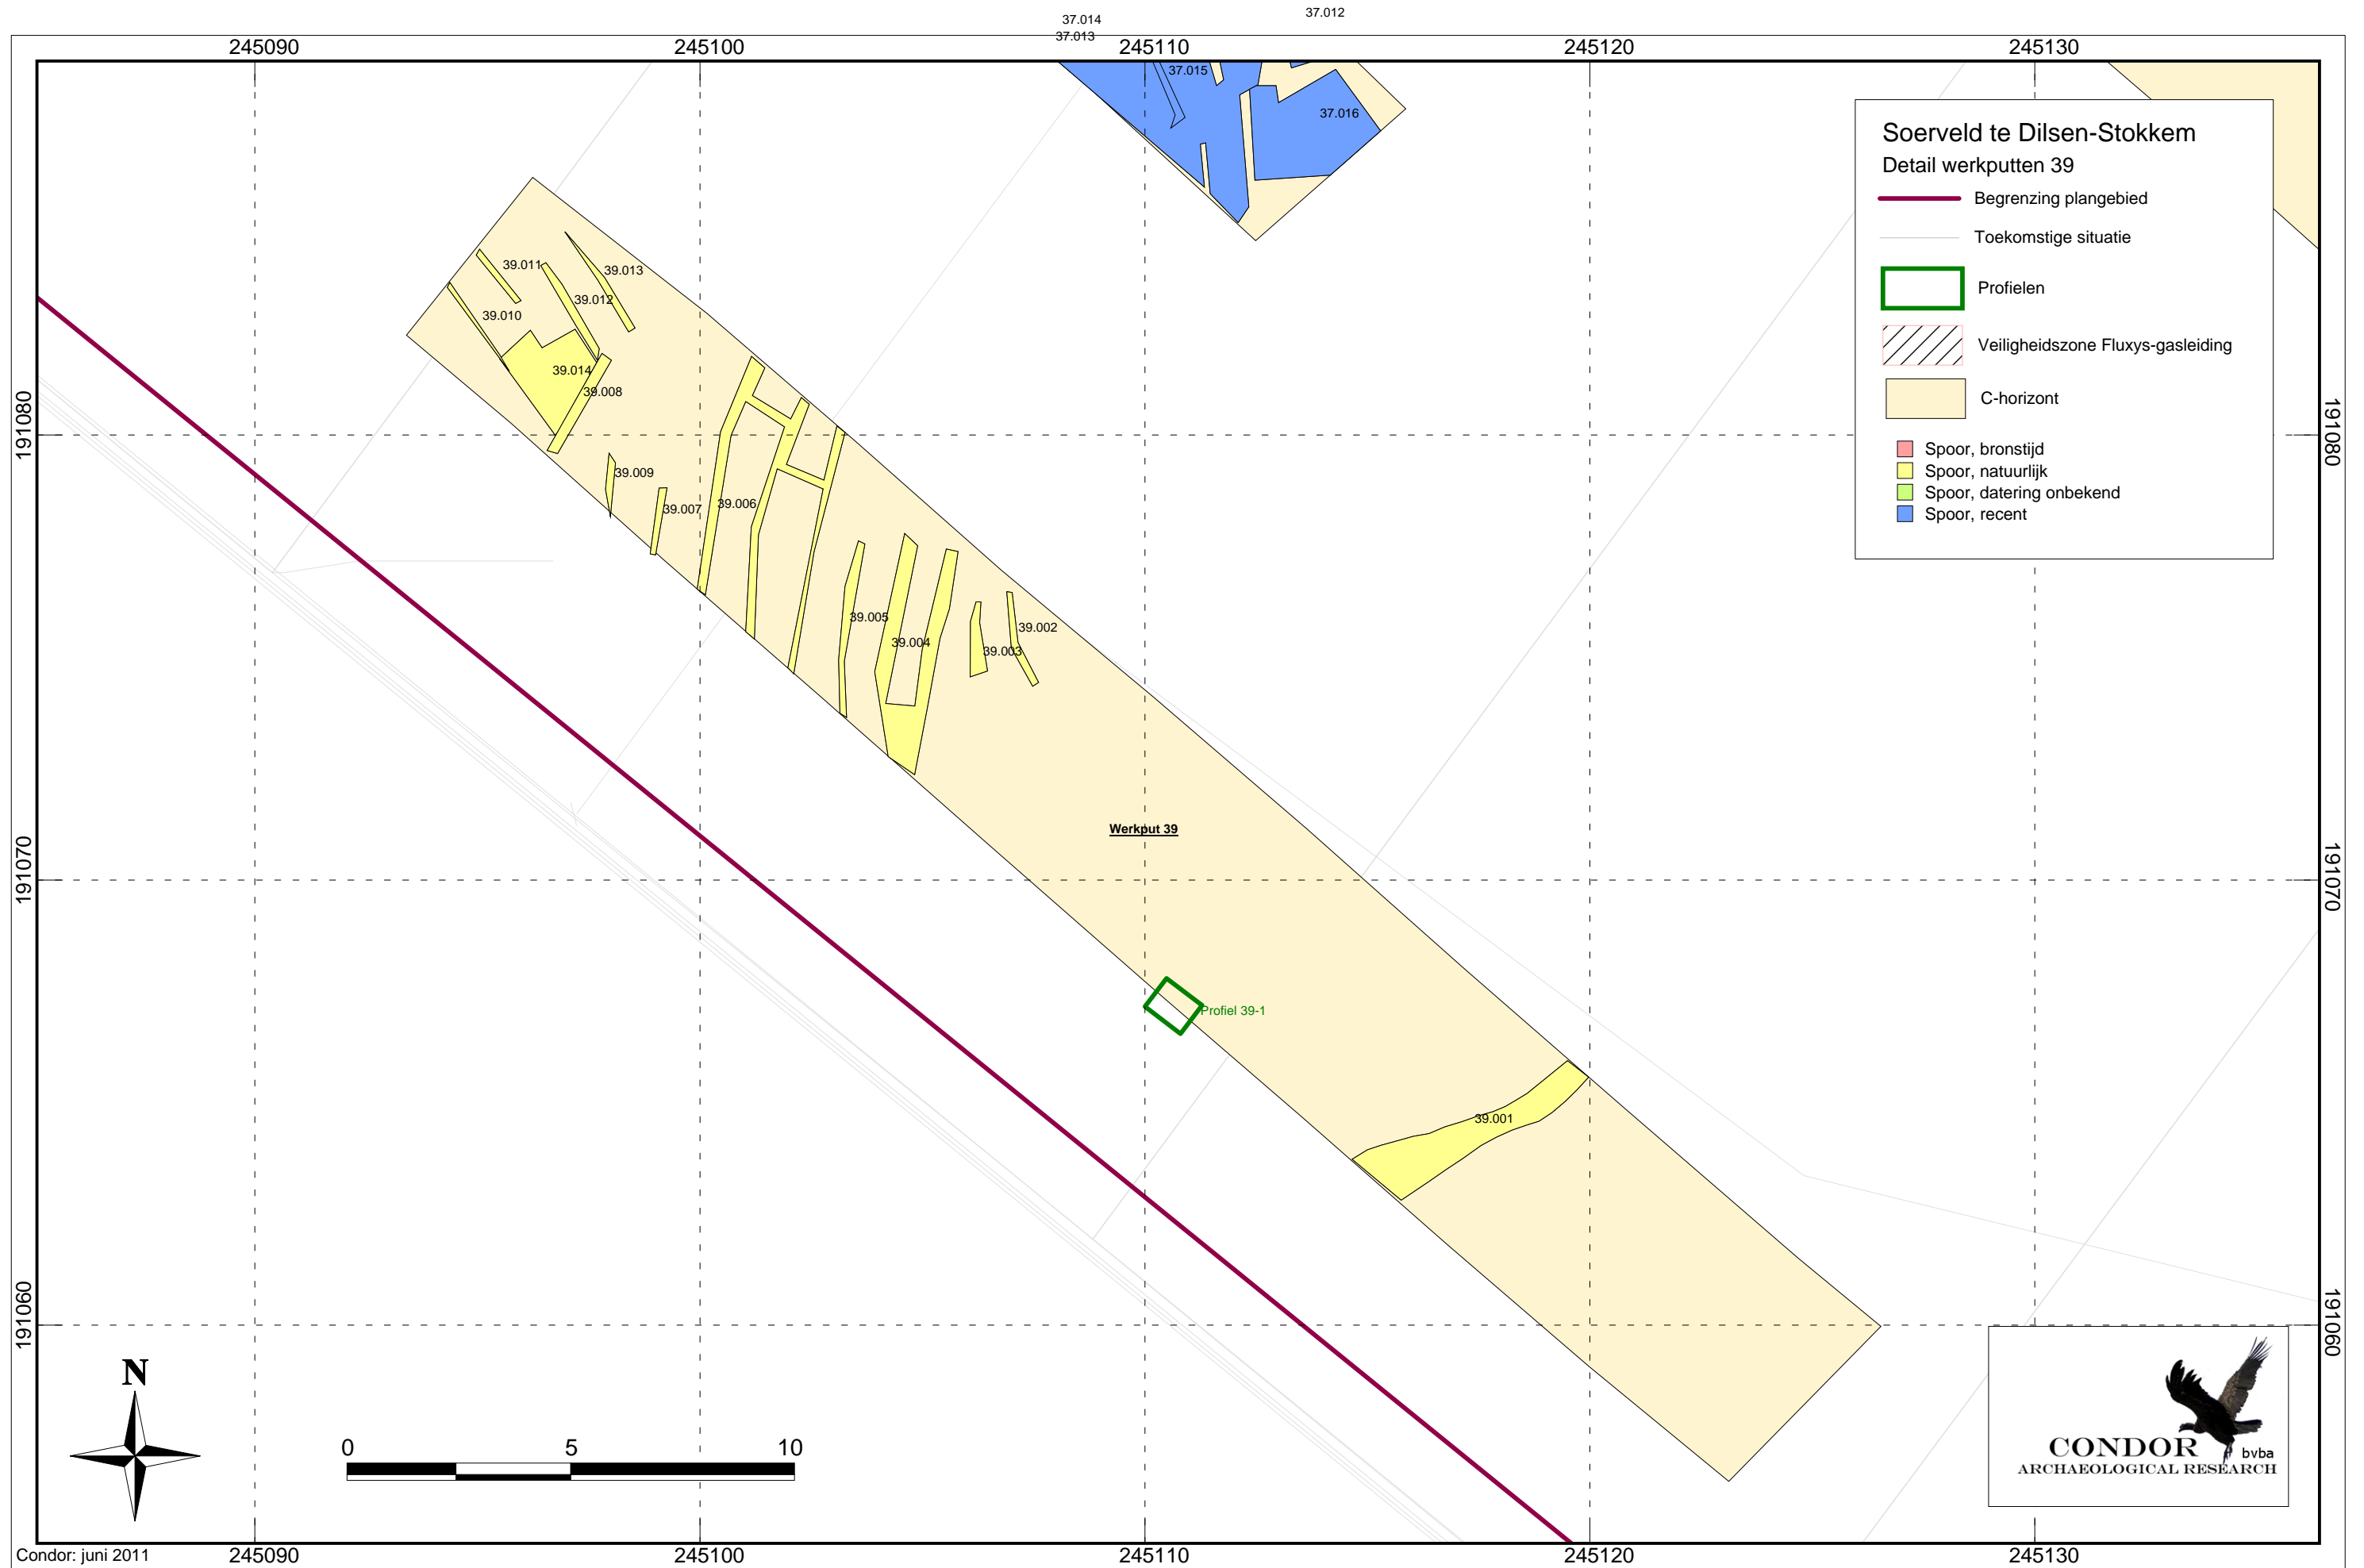 37.014
37.012
37.013
245090
245100
245110
245120
245130
37.015
37.016
Soerveld te Dilsen-Stokkem
Detail werkputten 39
Begrenzing plangebied
Toekomstige situatie
Profielen
Veiligheidszone Fluxys-gasleiding
C-horizont
Spoor, bronstijd
Spoor, natuurlijk
Spoor, datering onbekend
Spoor, recent
39.011
39.013
39.012
39.010
39.014
39.008
191080
191080
39.009
39.006
39.007
39.005
39.002
39.004
39.003
Werkput 39
191070
191070
Profiel 39-1
39.001
191060
191060
N
0
5
10
CONDOR bvba
ARCHAEOLOGICAL RESEARCH
Condor: juni 2011
245090
245100
245110
245120
245130